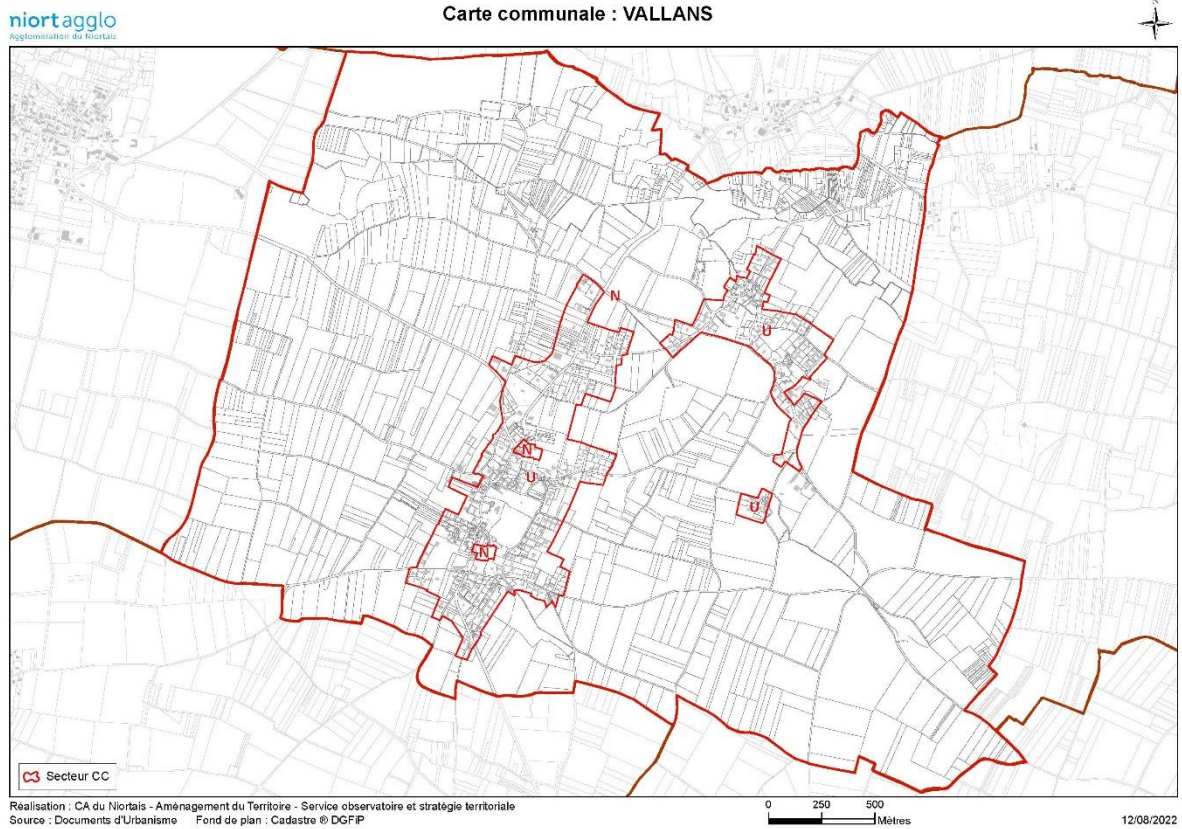 niortagglo
Agglomération du Niortais
Carte communale : VALLANS
N
U
N
U
U
N
Secteur CC
Réalisation : CA du Niortais - Aménagement du Territoire - Service observatoire et stratégie territoriale
Source : Documents d'Urbanisme Fond de plan : Cadastre ® DGFiP
0 250 500
Mètres
12/08/2022